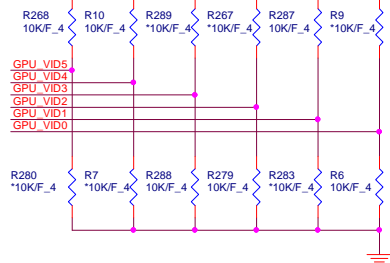 R268 R10 R289 R267 R287 R9
10K/F_4 10K/F_4 *10K/F_4 *10K/F_4 10K/F_4 *10K/F_4
GPU_VID5
GPU_VID4
GPU_VID3
GPU_VID2
GPU_VID1
GPU_VID0
R280 R7 R288 R279 R283 R6
*10K/F_4 *10K/F_4 10K/F_4 10K/F_4 *10K/F_4 10K/F_4